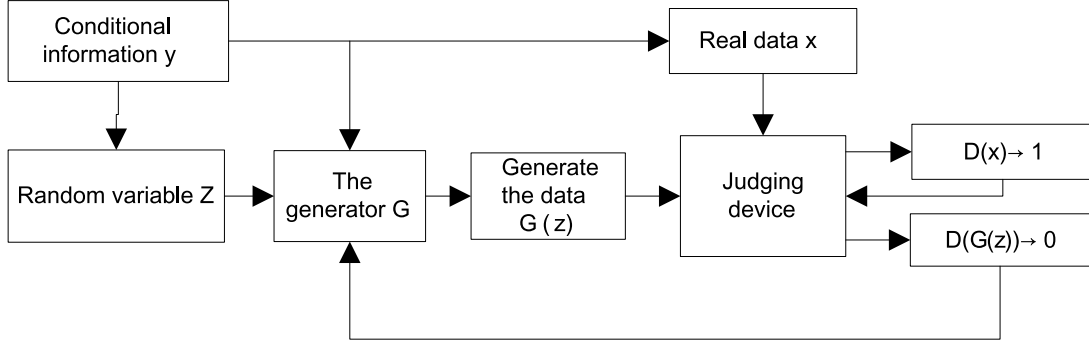 Conditional
information y
Real data x
Random variable Z
The
generator G
Generate
the data
G ( z)
Judging
device
D(x)→ 1
D(G(z))→ 0